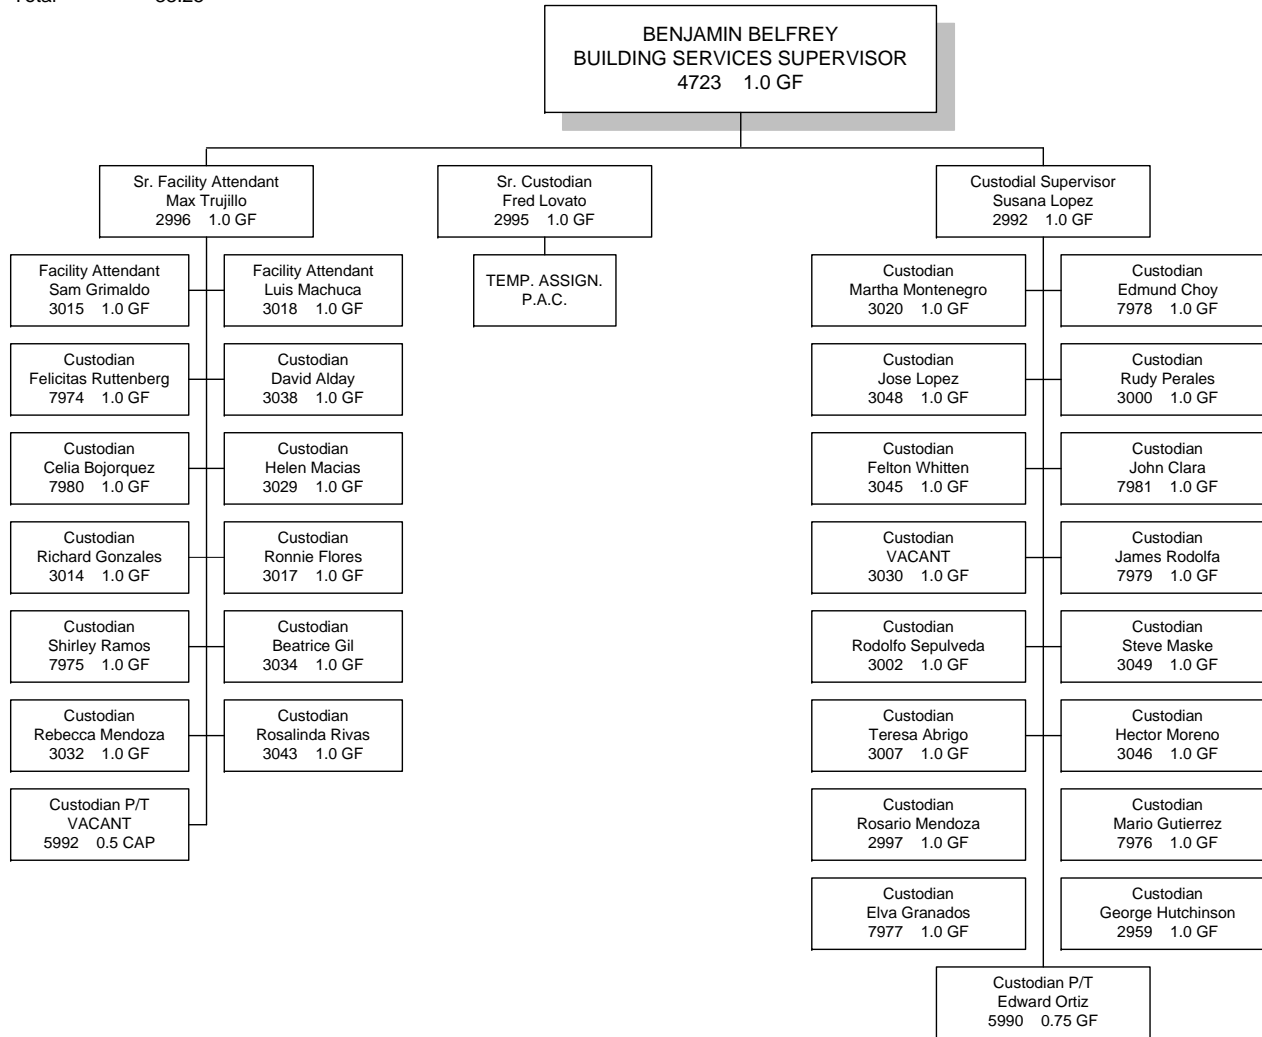 BENJAMIN BELFREY
BUILDING SERVICES SUPERVISOR
4723 1.0 GF
Sr. Facility Attendant
Max Trujillo
2996 1.0 GF
Sr. Custodian
Fred Lovato
2995 1.0 GF
Custodial Supervisor
Susana Lopez
2992 1.0 GF
Facility Attendant
Sam Grimaldo
3015 1.0 GF
Facility Attendant
Luis Machuca
3018 1.0 GF
TEMP. ASSIGN.
P.A.C.
Custodian
Martha Montenegro
3020 1.0 GF
Custodian
Edmund Choy
7978 1.0 GF
Custodian
Felicitas Ruttenberg
7974 1.0 GF
Custodian
David Alday
3038 1.0 GF
Custodian
Jose Lopez
3048 1.0 GF
Custodian
Rudy Perales
3000 1.0 GF
Custodian
Celia Bojorquez
7980 1.0 GF
Custodian
Helen Macias
3029 1.0 GF
Custodian
Felton Whitten
3045 1.0 GF
Custodian
John Clara
7981 1.0 GF
Custodian
Richard Gonzales
3014 1.0 GF
Custodian
Ronnie Flores
3017 1.0 GF
Custodian
VACANT
3030 1.0 GF
Custodian
James Rodolfa
7979 1.0 GF
Custodian
Shirley Ramos
7975 1.0 GF
Custodian
Beatrice Gil
3034 1.0 GF
Custodian
Rodolfo Sepulveda
3002 1.0 GF
Custodian
Steve Maske
3049 1.0 GF
Custodian
Rebecca Mendoza
3032 1.0 GF
Custodian
Rosalinda Rivas
3043 1.0 GF
Custodian
Teresa Abrigo
3007 1.0 GF
Custodian
Hector Moreno
3046 1.0 GF
Custodian P/T
VACANT
5992 0.5 CAP
Custodian
Rosario Mendoza
2997 1.0 GF
Custodian
Mario Gutierrez
7976 1.0 GF
Custodian
Elva Granados
7977 1.0 GF
Custodian
George Hutchinson
2959 1.0 GF
Custodian P/T
Edward Ortiz
5990 0.75 GF